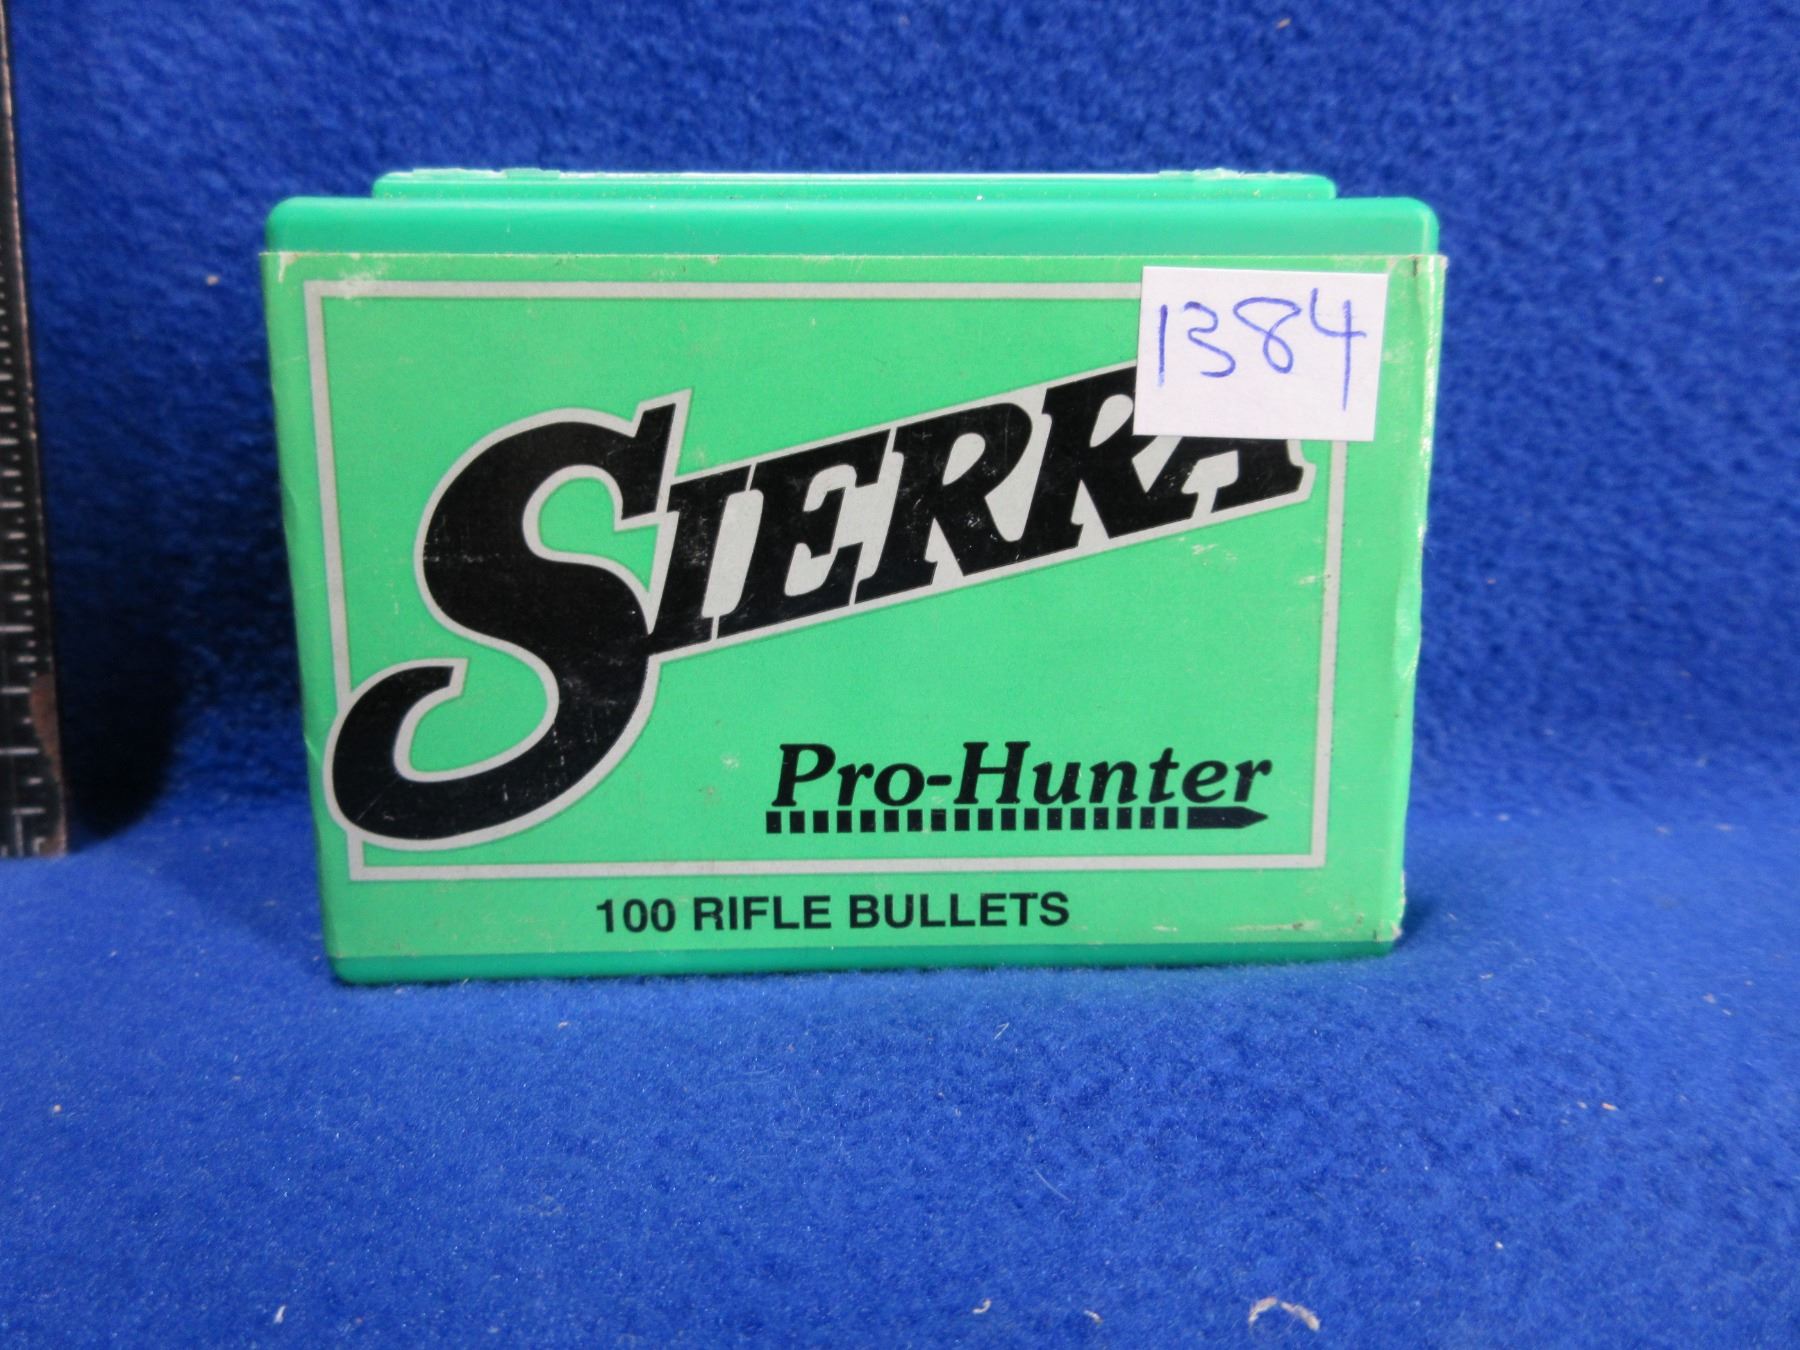 1384
SIERRA
Pro-Hunter
100 RIFLE BULLETS